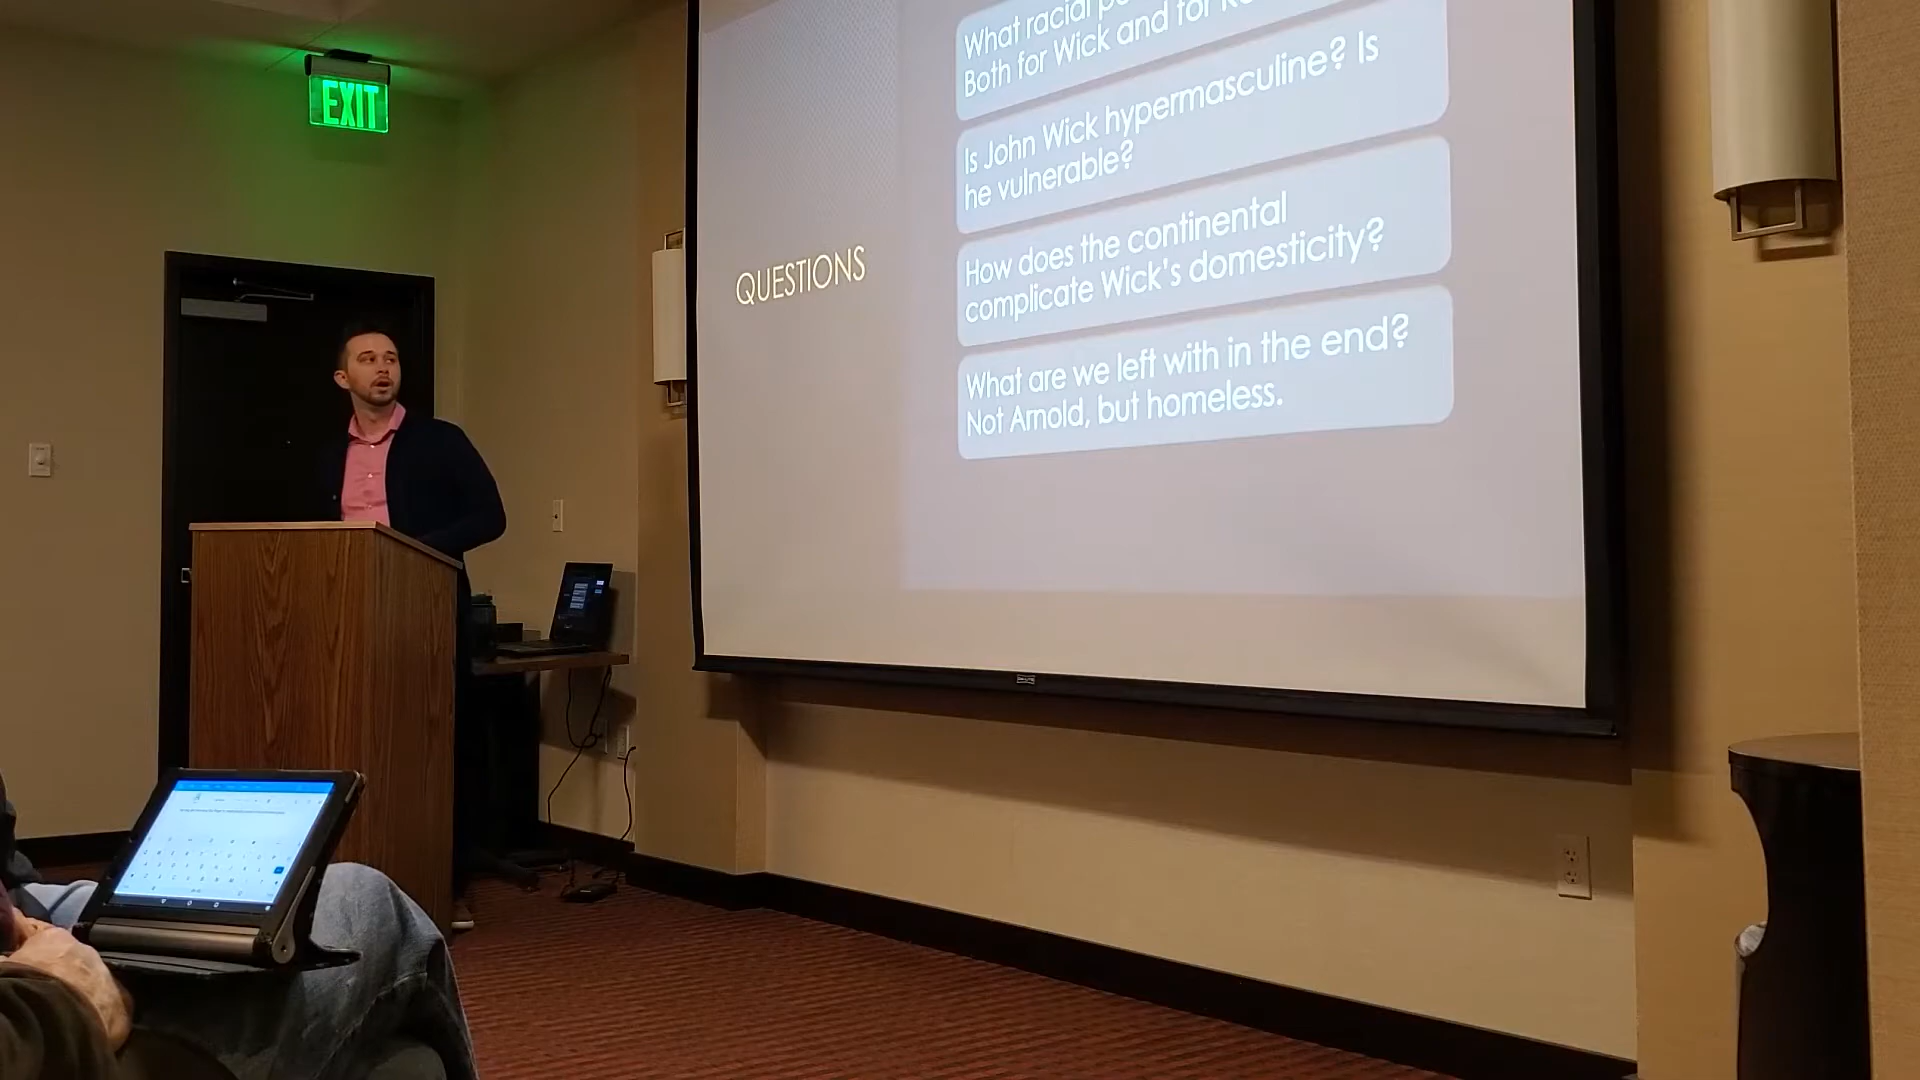 EXIT
What racial
Both for Wick and for
Is John Wick hypermasculine? Is
he vulnerable?
How does the continental
complicate Wick's domesticity?
QUESTIONS
What are we left with in the end?
Not Arnold, but homeless.